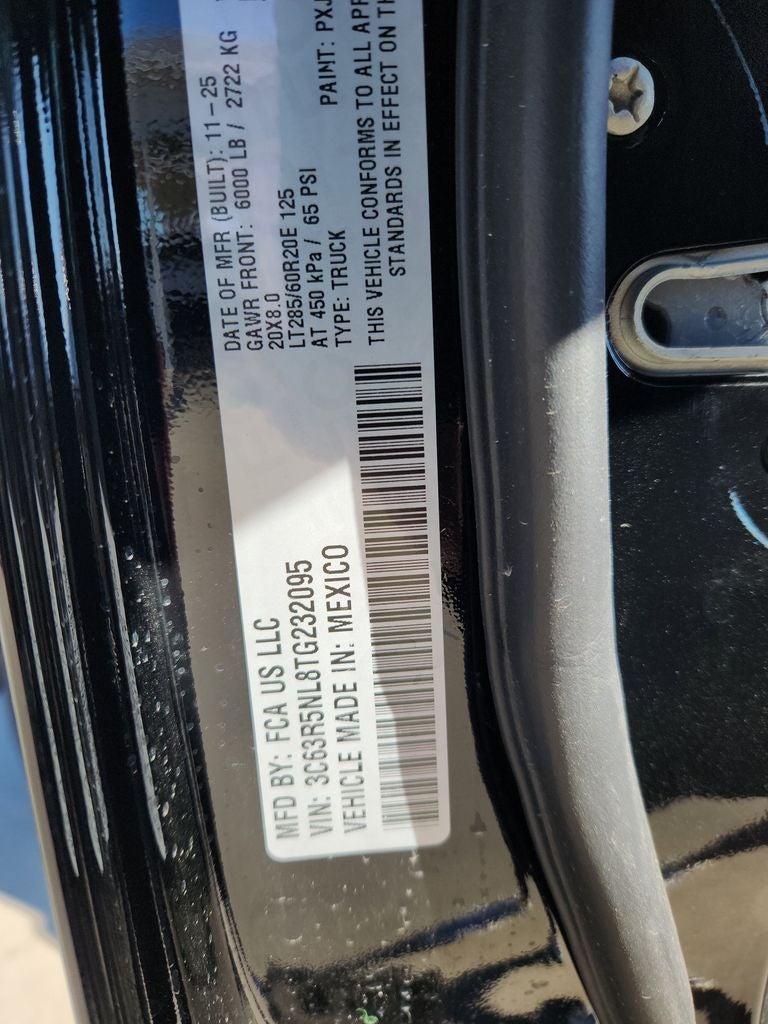 MFD BY: FCA US LLC
VIN: 3C63R5NL8TG232095
VEHICLE MADE IN: MEXICO
DATE OF MFR (BUILT): 11-25
GAWR FRONT: 6000 LB / 2722 KG
20X8.0
LT285/60R20E 125
AT 450 kPa / 65 PSI
TYPE: TRUCK
PAINT: PXJ
THIS VEHICLE CONFORMS TO ALL APP
STANDARDS IN EFFECT ON TH